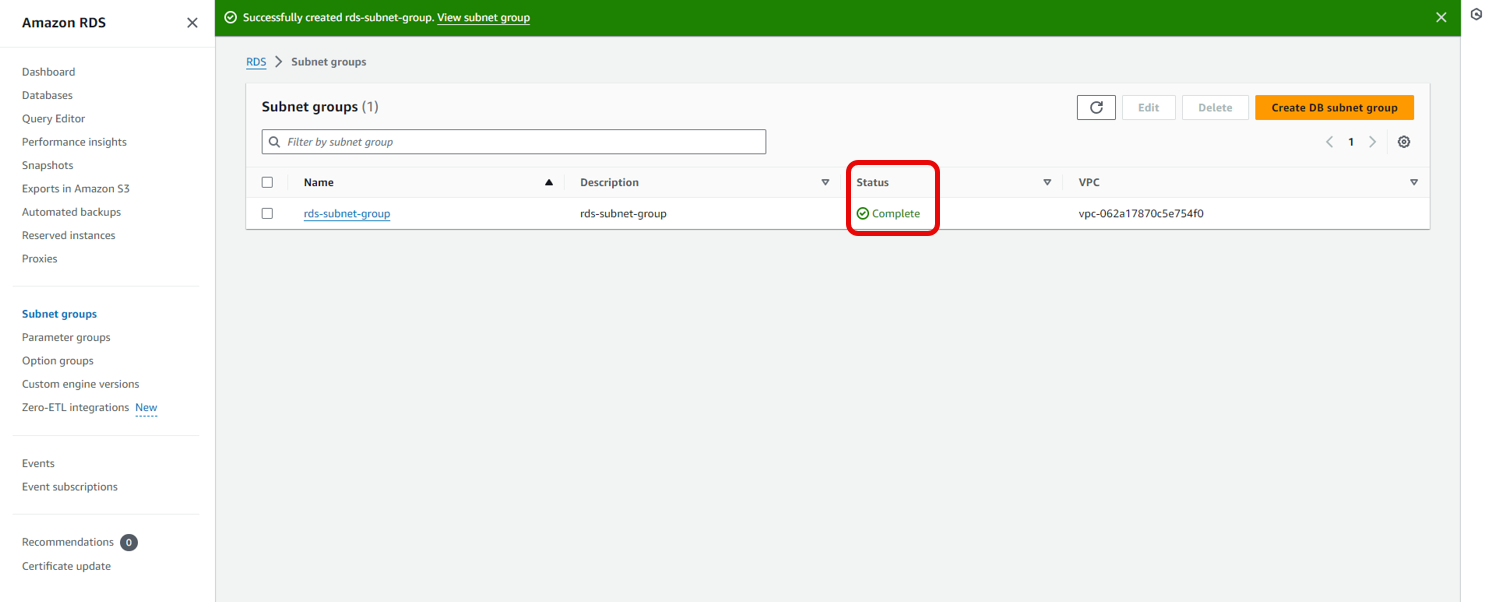 Amazon RDS
Successfully created rds-subnet-group. View subnet group
Dashboard
Databases
Query Editor
Performance insights
Snapshots
Exports in Amazon S3
Automated backups
Reserved instances
Proxies
Subnet groups
Parameter groups
Option groups
Custom engine versions
Zero-ETL integrations New
Events
Event subscriptions
Recommendations 0
Certificate update
RDS > Subnet groups
Subnet groups (1)
Edit
Delete
Create DB subnet group
Filter by subnet group
1
Name Description Status VPC
rds-subnet-group rds-subnet-group Complete vpc-062a17870c5e754f0